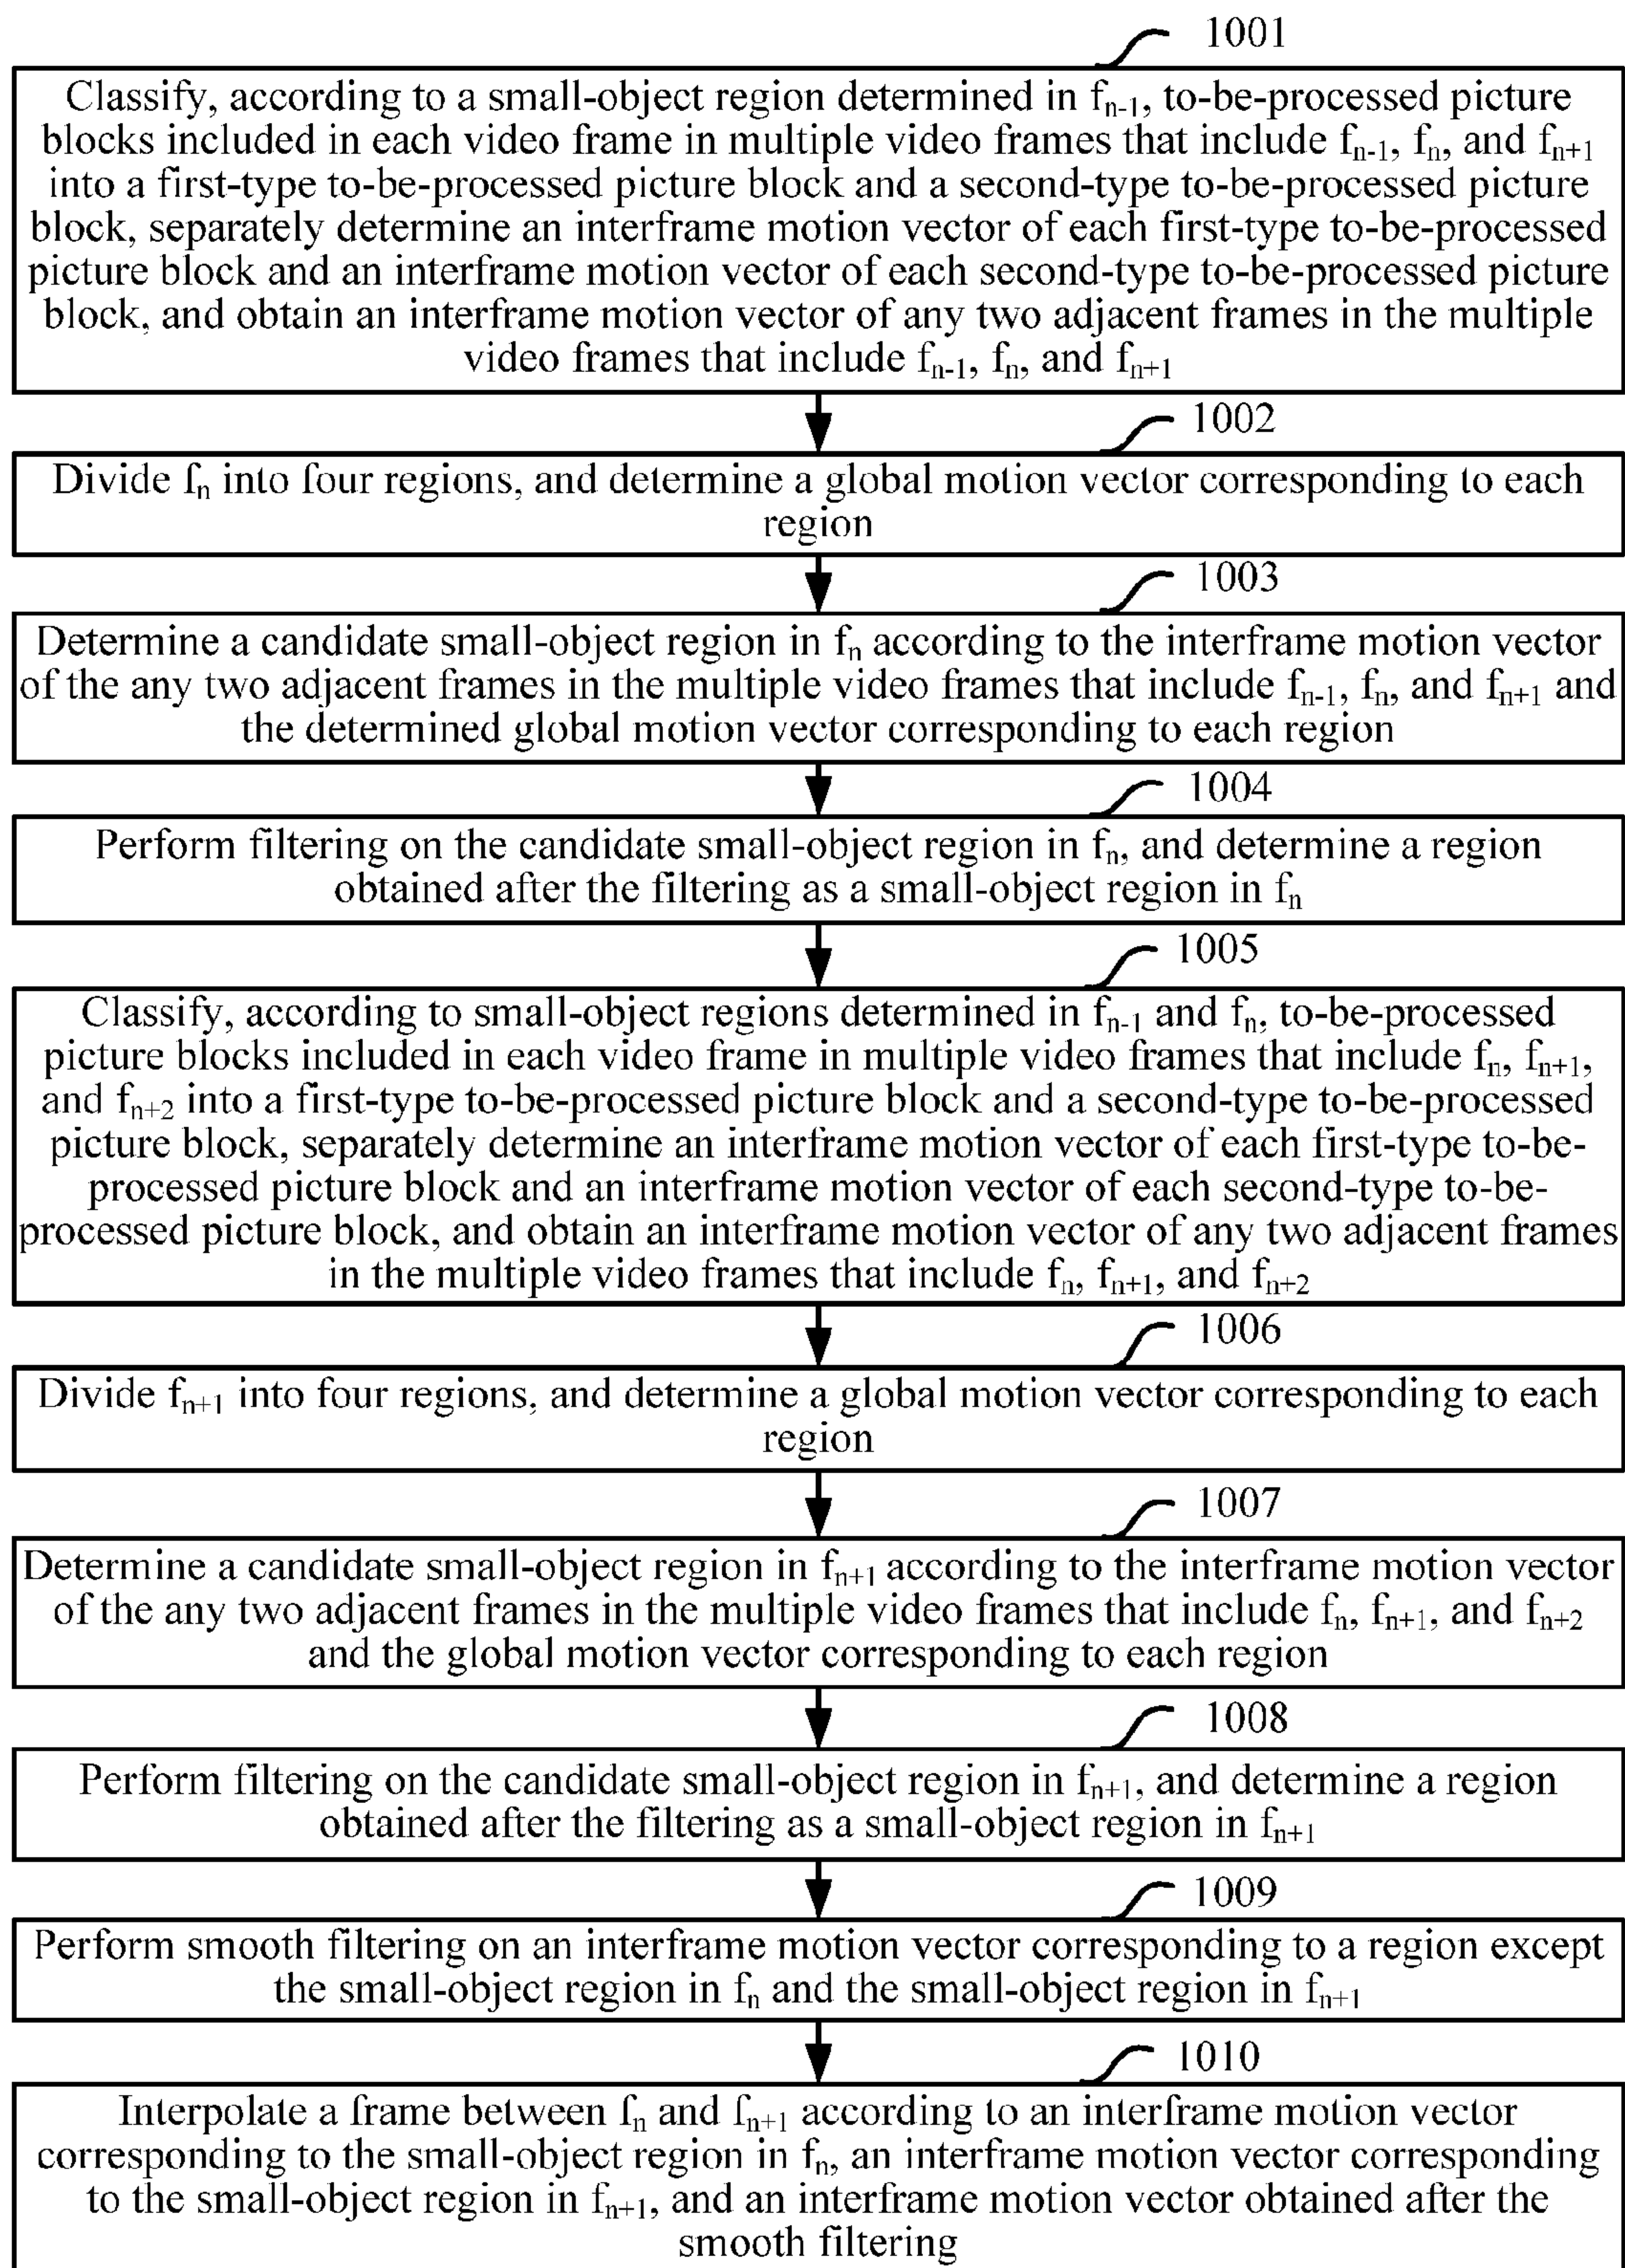 1001
Classify, according to a small-object region determined in fn-1, to-be-processed picture
blocks included in each video frame in multiple video frames that include fn-1, fn, and fn+1
into a first-type to-be-processed picture block and a second-type to-be-processed picture
block, separately determine an interframe motion vector of each first-type to-be-processed
picture block and an interframe motion vector of each second-type to-be-processed picture
block, and obtain an interframe motion vector of any two adjacent frames in the multiple
video frames that include fn-1, fn, and fn+1
1002
Divide fn into four regions, and determine a global motion vector corresponding to each
region
1003
Determine a candidate small-object region in fn according to the interframe motion vector
of the any two adjacent frames in the multiple video frames that include fn-1, fn, and fn+1 and
the determined global motion vector corresponding to each region
1004
Perform filtering on the candidate small-object region in fn, and determine a region
obtained after the filtering as a small-object region in fn
1005
Classify, according to small-object regions determined in fn-1 and fn, to-be-processed
picture blocks included in each video frame in multiple video frames that include fn, fn+1,
and fn+2 into a first-type to-be-processed picture block and a second-type to-be-processed
picture block, separately determine an interframe motion vector of each first-type to-be-
processed picture block and an interframe motion vector of each second-type to-be-
processed picture block, and obtain an interframe motion vector of any two adjacent frames
in the multiple video frames that include fn, fn+1, and fn+2
1006
Divide fn+1 into four regions, and determine a global motion vector corresponding to each
region
1007
Determine a candidate small-object region in fn+1 according to the interframe motion vector
of the any two adjacent frames in the multiple video frames that include fn, fn+1, and fn+2
and the global motion vector corresponding to each region
1008
Perform filtering on the candidate small-object region in fn+1, and determine a region
obtained after the filtering as a small-object region in fn+1
1009
Perform smooth filtering on an interframe motion vector corresponding to a region except
the small-object region in fn and the small-object region in fn+1
1010
Interpolate a frame between fn and fn+1 according to an interframe motion vector
corresponding to the small-object region in fn, an interframe motion vector corresponding
to the small-object region in fn+1, and an interframe motion vector obtained after the
smooth filtering